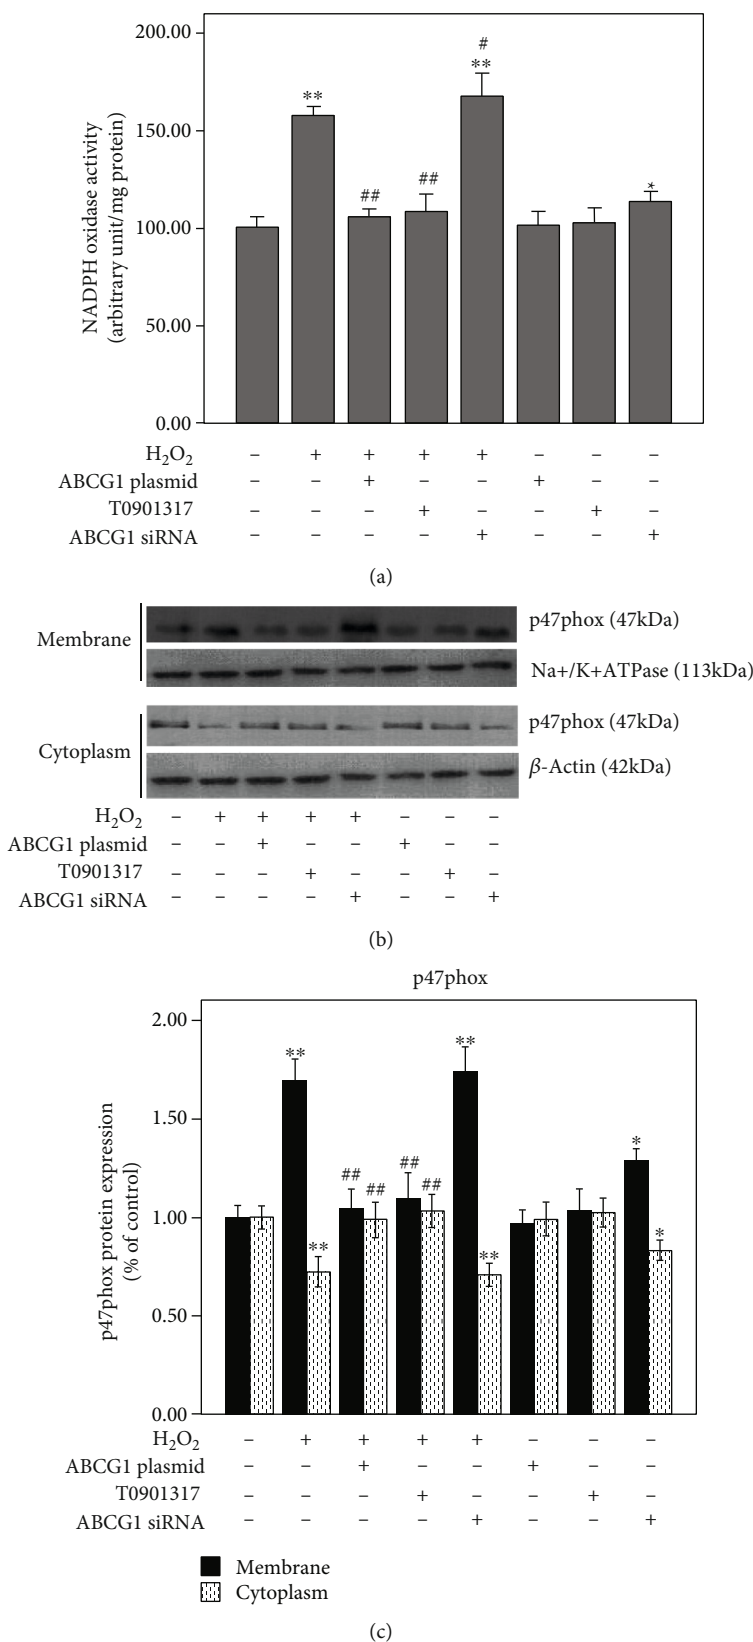 200.00
150.00
100.00
50.00
0.00
NADPH oxidase activity
(arbitrary unit/mg protein)
**
##
##
#
**
*
H2O2 – + + + + – – –
ABCG1 plasmid – – + – – + – –
T0901317 – – – + – – + –
ABCG1 siRNA – – – – + – – +
(a)
Membrane
p47phox (47kDa)
Na+/K+ATPase (113kDa)
Cytoplasm
p47phox (47kDa)
β-Actin (42kDa)
H2O2 – + + + + – – –
ABCG1 plasmid – – + – – + – –
T0901317 – – – + – – + –
ABCG1 siRNA – – – – + – – +
(b)
p47phox
2.00
1.50
1.00
0.50
0.00
p47phox protein expression
(% of control)
**
**
##
##
##
##
**
**
*
*
H2O2 – + + + + – – –
ABCG1 plasmid – – + – – + – –
T0901317 – – – + – – + –
ABCG1 siRNA – – – – + – – +
Membrane
Cytoplasm
(c)